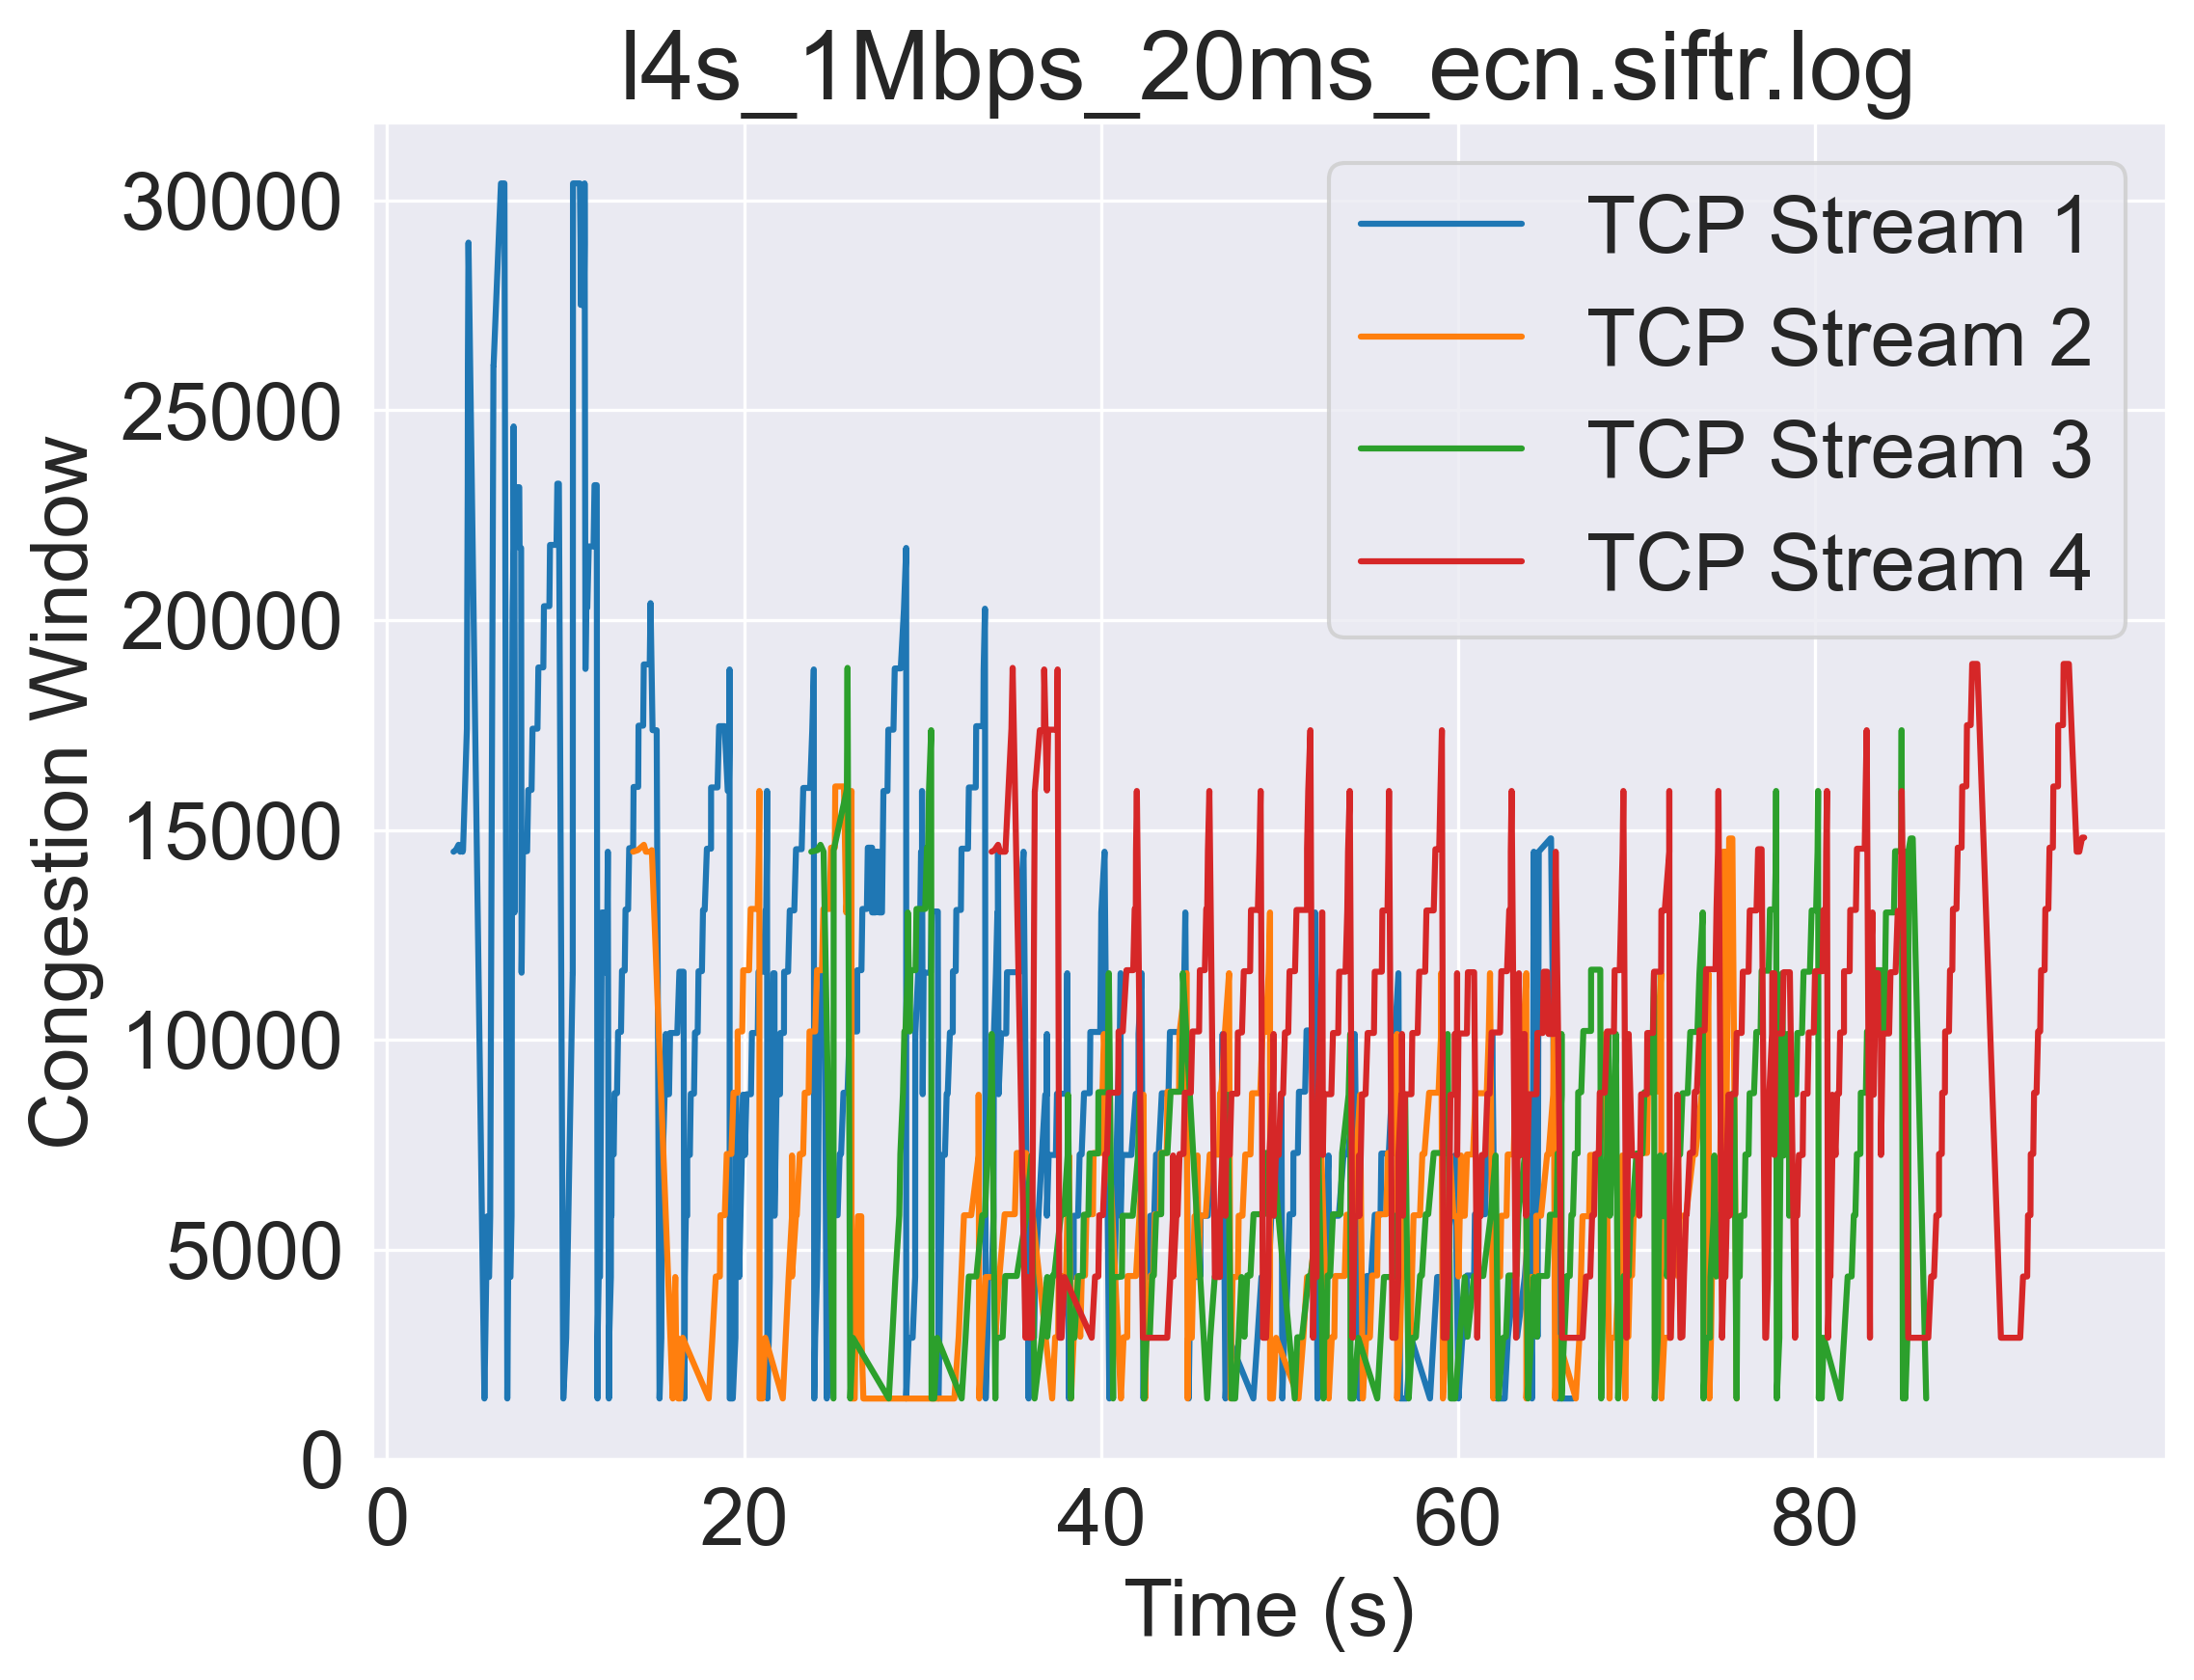 l4s_1Mbps_20ms_ecn.siftr.log
30000
25000
20000
15000
10000
5000
0
Congestion Window
TCP Stream 1
TCP Stream 2
TCP Stream 3
TCP Stream 4
0 20 40 60 80
Time (s)